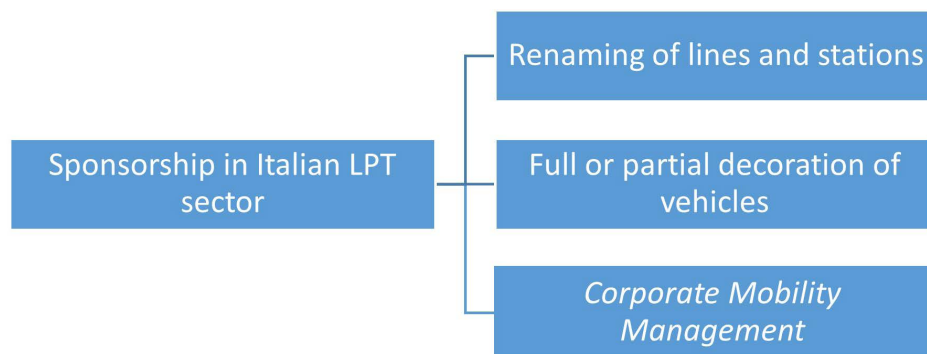 Renaming of lines and stations
Sponsorship in Italian LPT
sector
Full or partial decoration of
vehicles
Corporate Mobility
Management